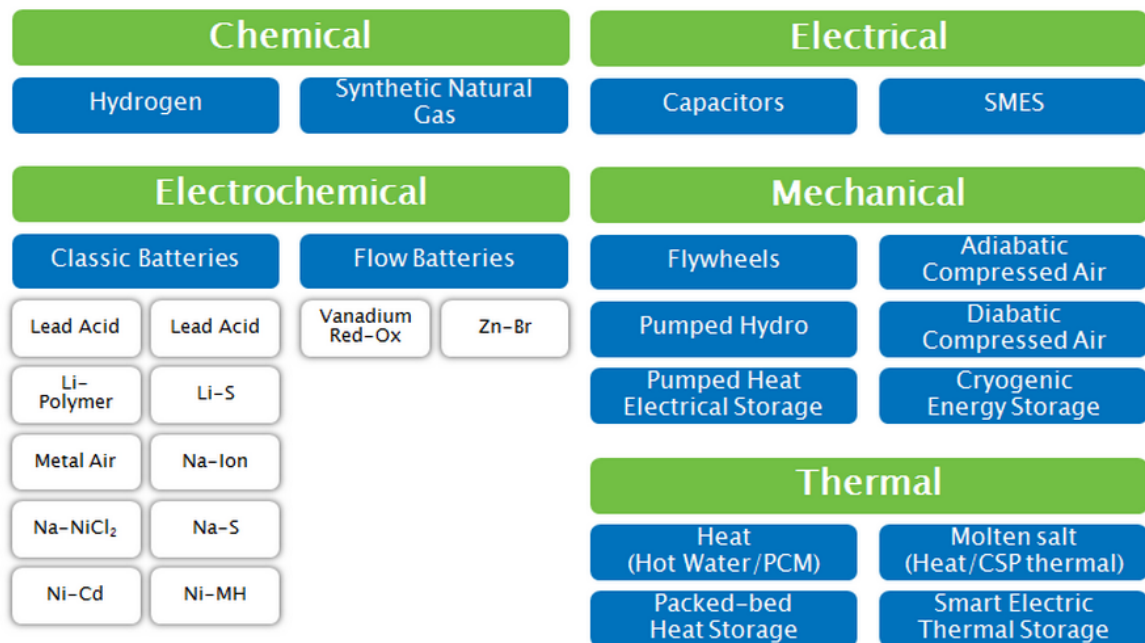 Chemical
Hydrogen
Synthetic Natural
Gas
Electrical
Capacitors
SMES
Electrochemical
Classic Batteries
Flow Batteries
Lead Acid
Lead Acid
Vanadium
Red-Ox
Zn-Br
Li-
Polymer
Li-S
Metal Air
Na-Ion
Na-NiCl₂
Na-S
Ni-Cd
Ni-MH
Mechanical
Flywheels
Adiabatic
Compressed Air
Pumped Hydro
Diabatic
Compressed Air
Pumped Heat
Electrical Storage
Cryogenic
Energy Storage
Thermal
Heat
(Hot Water/PCM)
Molten salt
(Heat/CSP thermal)
Packed-bed
Heat Storage
Smart Electric
Thermal Storage